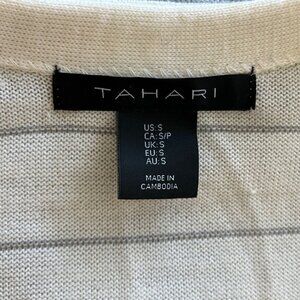 TAHARI
US: S
CA: S/P
UK: S
EU: S
AU: S
MADE IN
CAMBODIA